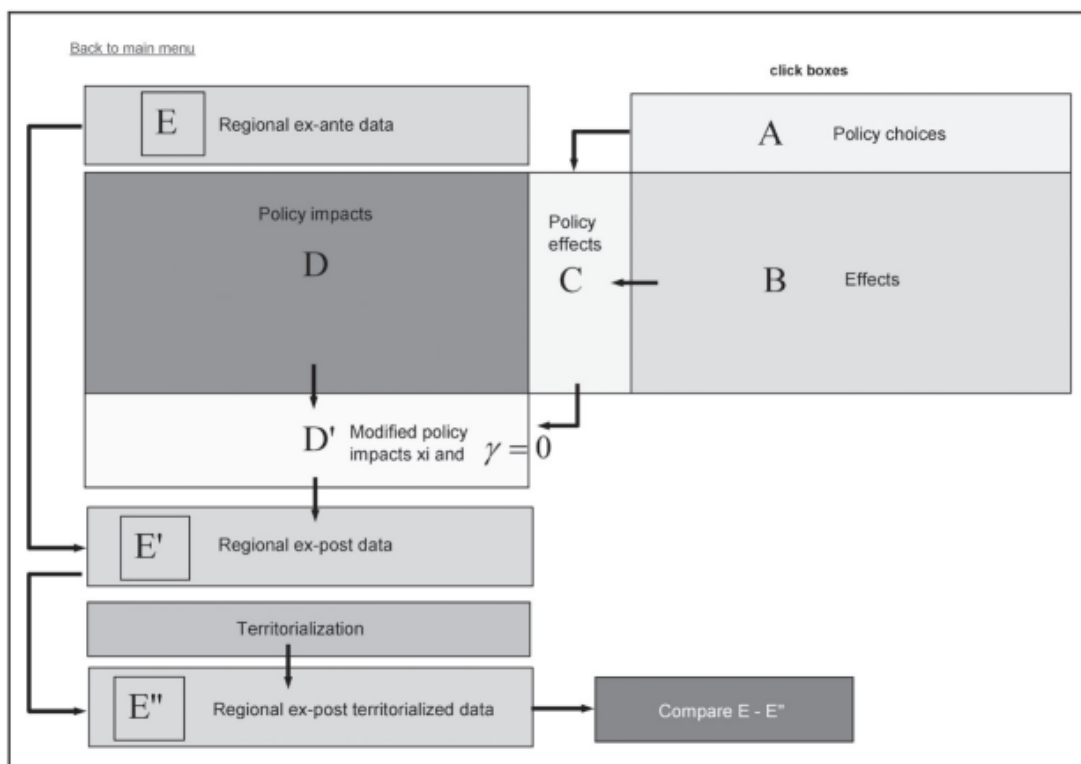 Back to main menu
click boxes
E Regional ex-ante data
A Policy choices
Policy impacts
D
Policy
effects
C
B Effects
D' Modified policy
impacts xi and γ = 0
E' Regional ex-post data
Territorialization
E" Regional ex-post territorialized data
Compare E - E"